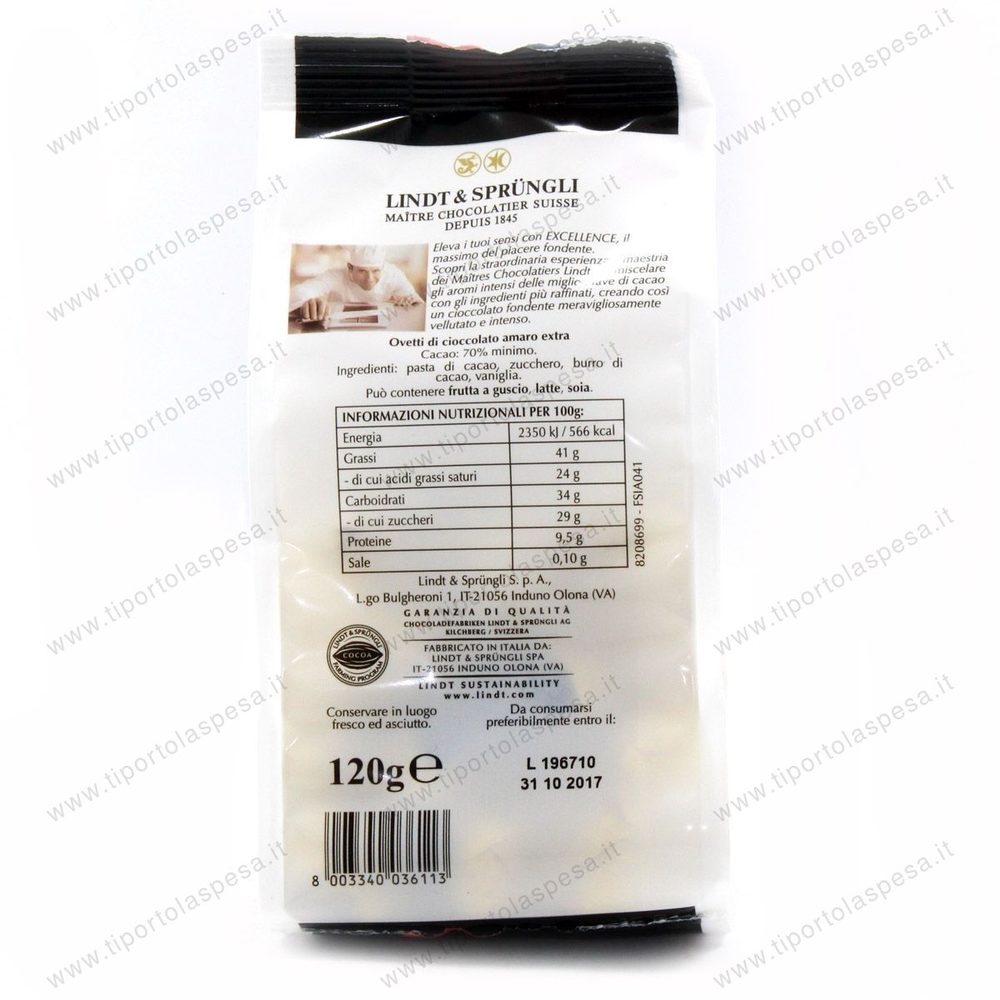 LINDT & SPRÜNGLI
MAÎTRE CHOCOLATIER SUISSE
DEPUIS 1845
Eleva i tuoi sensi con EXCELLENCE, il
massimo del piacere fondente.
Scopri la straordinaria esperienz maestria
dei Maîtres Chocolatiers Lindt miscelare
gli aromi intensi delle miglio di cacao
con gli ingredienti più raffinati, creando così
un cioccolato fondente meravigliosamente
vellutato e intenso.
Ovetti di cioccolato amaro extra
Cacao: 70% minimo.
Ingredienti: pasta di cacao, zucchero, burro di
cacao, vaniglia.
Può contenere frutta a guscio, latte, soia.
INFORMAZIONI NUTRIZIONALI PER 100g:
Energia 2350 kJ / 566 kcal
Grassi 41 g
- di cui acidi grassi saturi 24 g
Carboidrati 34 g
- di cui zuccheri 29 g
Proteine 9,5 g
Sale 0,10 g
8208699 - FSIA041
Lindt & Sprüngli S. p. A.,
L.go Bulgheroni 1, IT-21056 Induno Olona (VA)
GARANZIA DI QUALITÀ
CHOCOLADEFABRIKEN LINDT & SPRÜNGLI AG
KILCHBERG / SVIZZERA
LINDT & SPRÜNGLI
COCOA
FARMING PROGRAM
FABBRICATO IN ITALIA DA:
LINDT & SPRÜNGLI SPA
IT-21056 INDUNO OLONA (VA)
LINDT SUSTAINABILITY
www.lindt.com
Conservare in luogo
fresco ed asciutto.
Da consumarsi
preferibilmente entro il:
120g e
L 196710
31 10 2017
8 003340 036113
www.tiportolaspesa.it